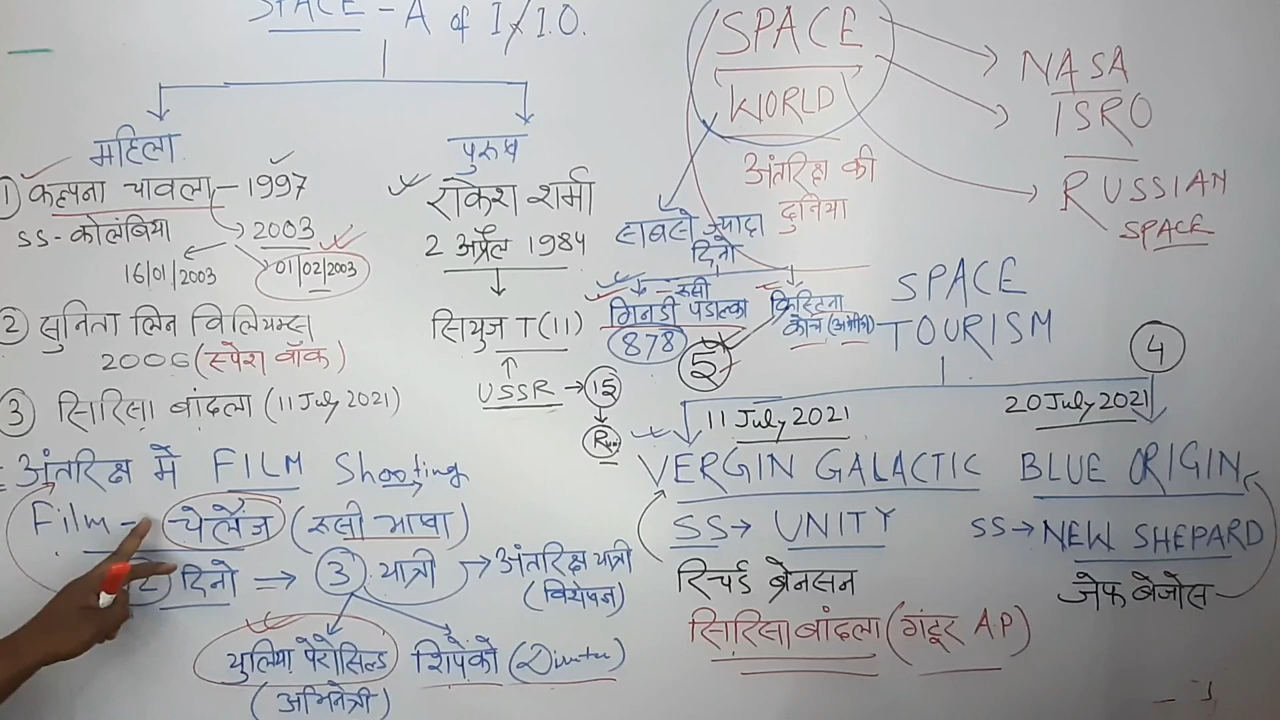 SPACE - A of I/I.O.
महिला
① कल्पना चावला - 1997
SS-कोलंबिया → 2003
16/01/2003 01/02/2003
② सुनिता लिन विलियम्स
2006 (स्पेश वॉक)
③ सिरिसा बांदला (11 July 2021)
पुरुष
राकेश शर्मा
2 अप्रैल 1984
सियुज T(11)
USSR → 15
SPACE
WORLD
अंतरिक्ष की
दुनिया
NASA
ISRO
RUSSIAN
SPACE
सबसे ज्यादा
दिनो
- रूसी
गिनडी पडाल्का
878
क्रिस्टिना
कोच
5
SPACE
TOURISM
4
11 July 2021
VERGIN GALACTIC
SS → UNITY
रिचर्ड ब्रेनसन
सिरिसा बांदला (गंटूर A.P)
20 July 2021
BLUE ORIGIN
SS → NEW SHEPARD
जेफ बेजोस
अंतरिक्ष में FILM Shooting
Film - चेलेंज (रूसी भाषा)
दिनो ⇒ 3 यात्री → अंतरिक्ष यात्री
(विशेषज्ञ)
युलिया पेरेसिल्ड शिपेंको
(अभिनेत्री)